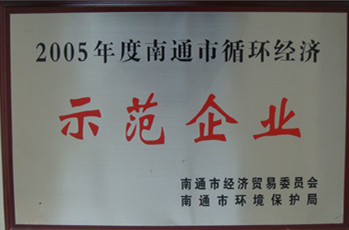 2005年度南通市循环经济
示范企业
南通市经济贸易委员会
南通市环境保护局